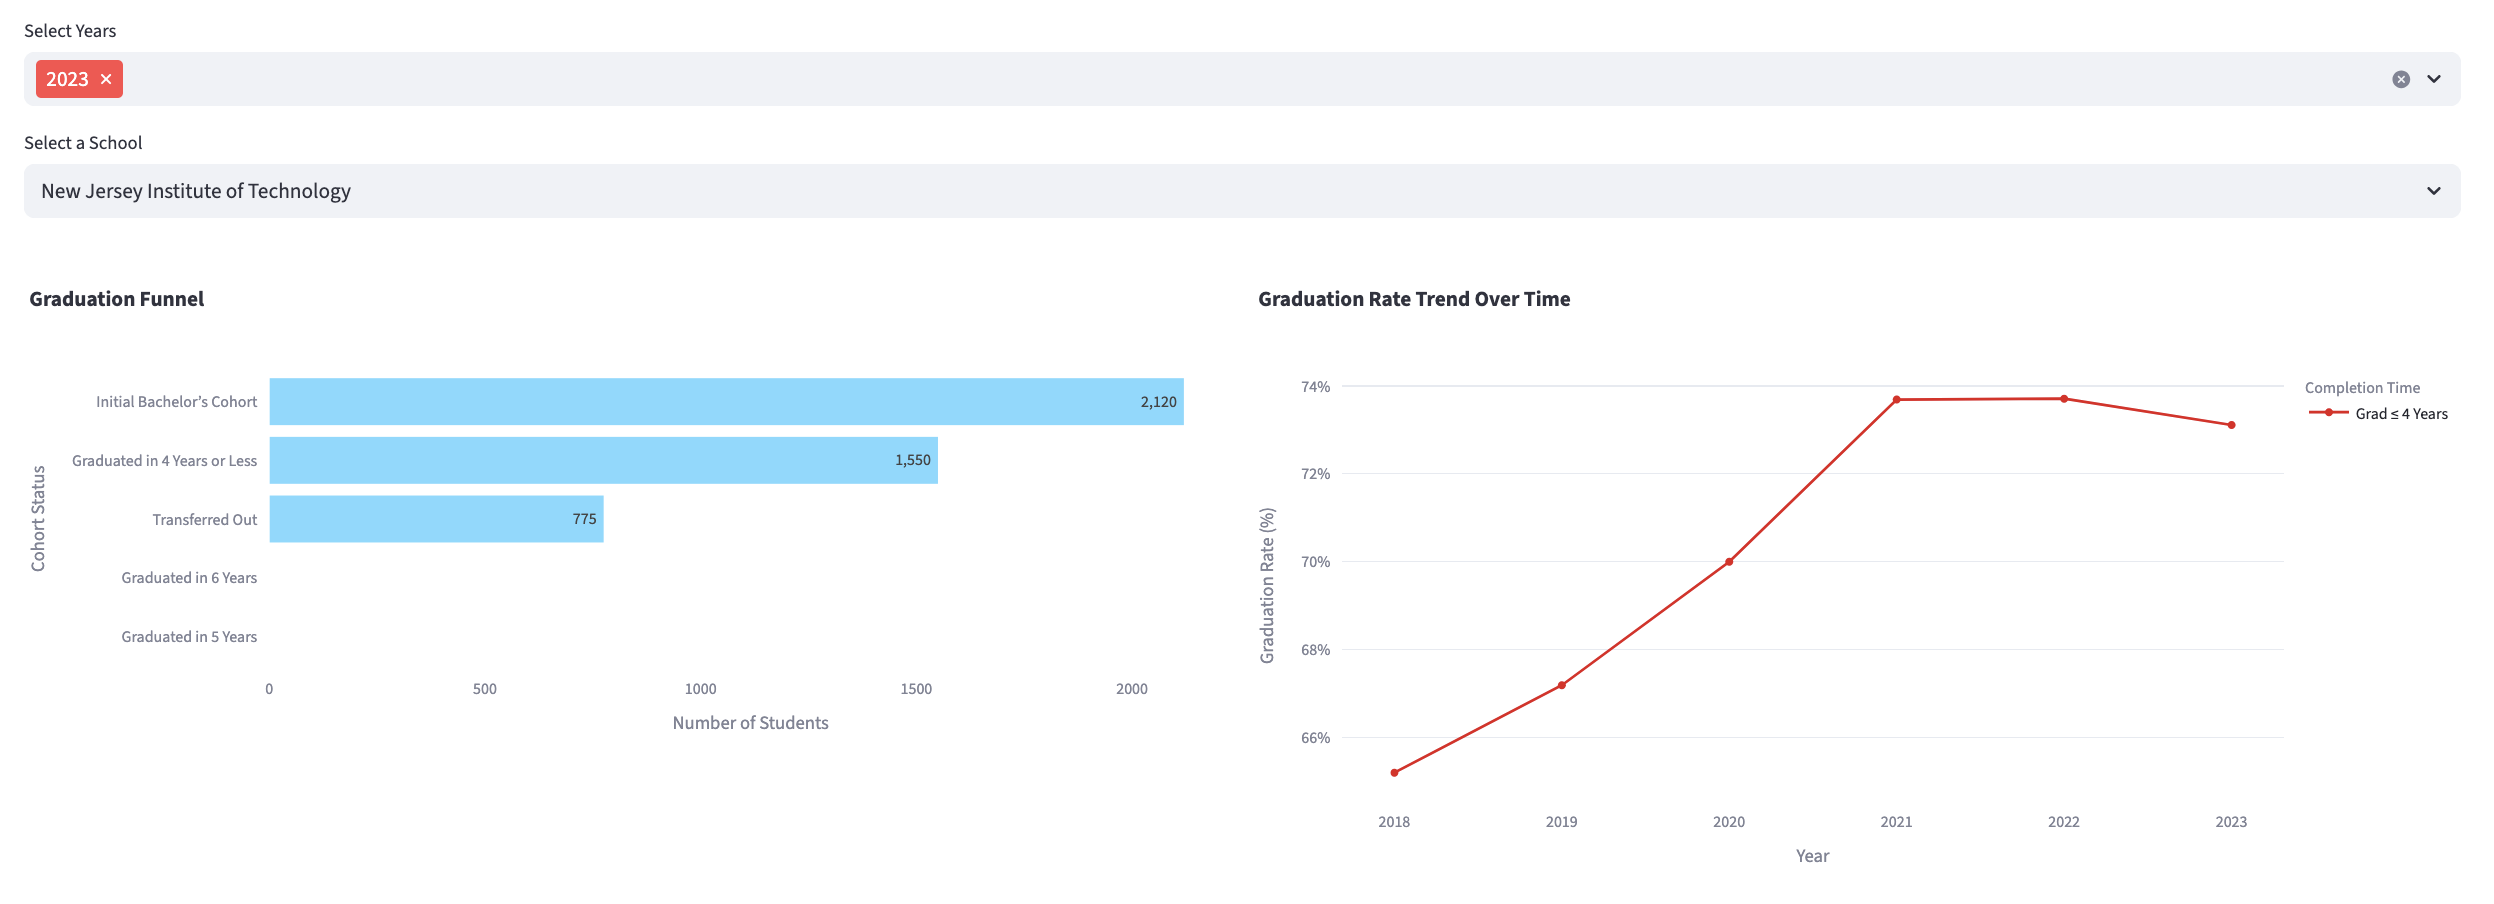 Select Years
2023
Select a School
New Jersey Institute of Technology
Graduation Funnel
Cohort Status
Initial Bachelor’s Cohort
2,120
Graduated in 4 Years or Less
1,550
Transferred Out
775
Graduated in 6 Years
Graduated in 5 Years
0 500 1000 1500 2000
Number of Students
Graduation Rate Trend Over Time
Graduation Rate (%)
74%
72%
70%
68%
66%
2018 2019 2020 2021 2022 2023
Year
Completion Time
Grad ≤ 4 Years